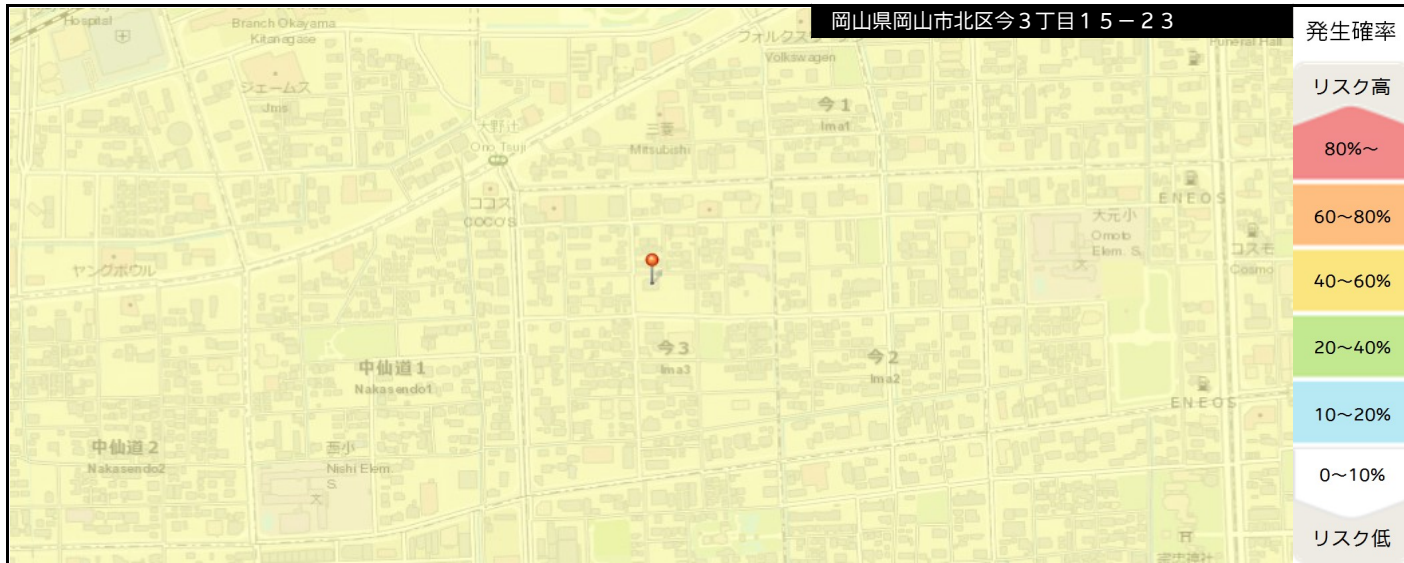 Hospital
Branch Okayama
Kitanagase
岡山県岡山市北区今３丁目１５－２３
発生確率
Volkswagen
Funeral Hall
リスク高
ジェームス
Jms
今1
Ima1
大野辻
Ono Tsuji
三菱
Mitsubishi
80%～
ココス
COCO'S
ENEOS
60～80%
大元小
Omoto
Elem. S.
文
コスモ
Cosmo
ヤングボウル
40～60%
今3
Ima3
今2
Ima2
20～40%
中仙道1
Nakasendo1
ENEOS
10～20%
中仙道2
Nakasendo2
西小
Nishi Elem.
S.
文
0～10%
リスク低